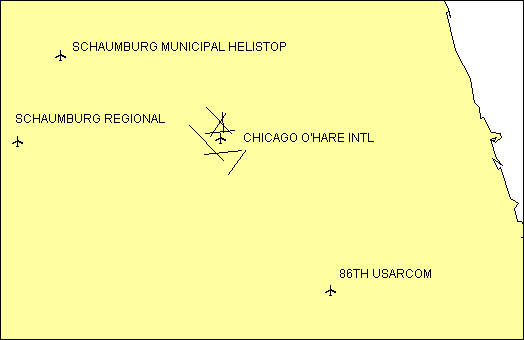 SCHAUMBURG MUNICIPAL HELISTOP
SCHAUMBURG REGIONAL
CHICAGO O'HARE INTL
86TH USARCOM